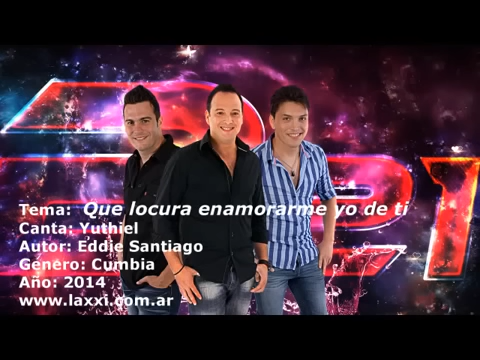 Tema: Que locura enamorarme yo de ti
Canta: Yuthiel
Autor: Eddie Santiago
Género: Cumbia
Año: 2014
www.laxxi.com.ar